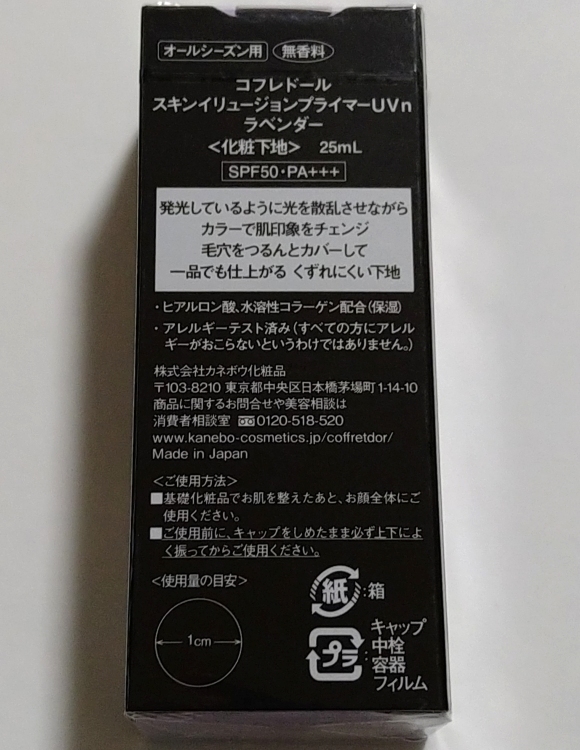 オールシーズン用 無香料
コフレドール
スキンイリュージョンプライマーUVn
ラベンダー
<化粧下地> 25mL
SPF50・PA+++
発光しているように光を散乱させながら
カラーで肌印象をチェンジ
毛穴をつるんとカバーして
一品でも仕上がる くずれにくい下地
・ヒアルロン酸、水溶性コラーゲン配合(保湿)
・アレルギーテスト済み(すべての方にアレル
ギーがおこらないというわけではありません。)
株式会社カネボウ化粧品
〒103-8210 東京都中央区日本橋茅場町1-14-10
商品に関するお問合せや美容相談は
消費者相談室 0120-518-520
www.kanebo-cosmetics.jp/coffretdor/
Made in Japan
<ご使用方法>
■基礎化粧品でお肌を整えたあと、お顔全体にご
使用ください。
■ご使用前に、キャップをしめたまま必ず上下によ
く振ってからご使用ください。
<使用量の目安>
1cm
紙:箱
プラ:キャップ
中栓
容器
フィルム